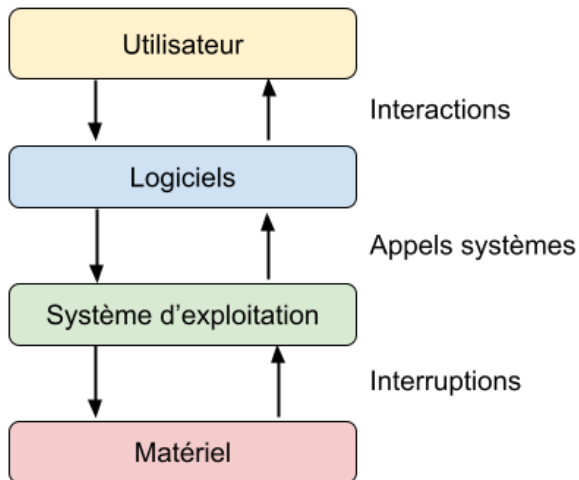 Utilisateur
Interactions
Logiciels
Appels systèmes
Système d'exploitation
Interruptions
Matériel